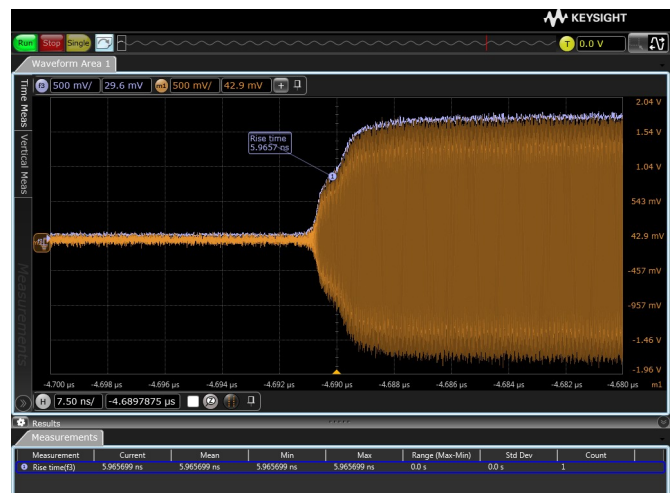 KEYSIGHT
Run Stop Single T 0.0 V
Waveform Area 1
f3 500 mV/ 29.6 mV m1 500 mV/ 42.9 mV +
Time Meas
Vertical Meas
Measurements
Rise time
5.9657 ns
1
2.04 V
1.54 V
1.04 V
543 mV
42.9 mV
-457 mV
-957 mV
-1.46 V
-1.96 V
-4.700 µs -4.698 µs -4.696 µs -4.694 µs -4.692 µs -4.690 µs -4.688 µs -4.686 µs -4.684 µs -4.682 µs -4.680 µs m1
H 7.50 ns/ -4.6897875 µs
Results
Measurements
Measurement Current Mean Min Max Range (Max-Min) Std Dev Count
1 Rise time(f3) 5.965699 ns 5.965699 ns 5.965699 ns 5.965699 ns 0.0 s 0.0 s 1